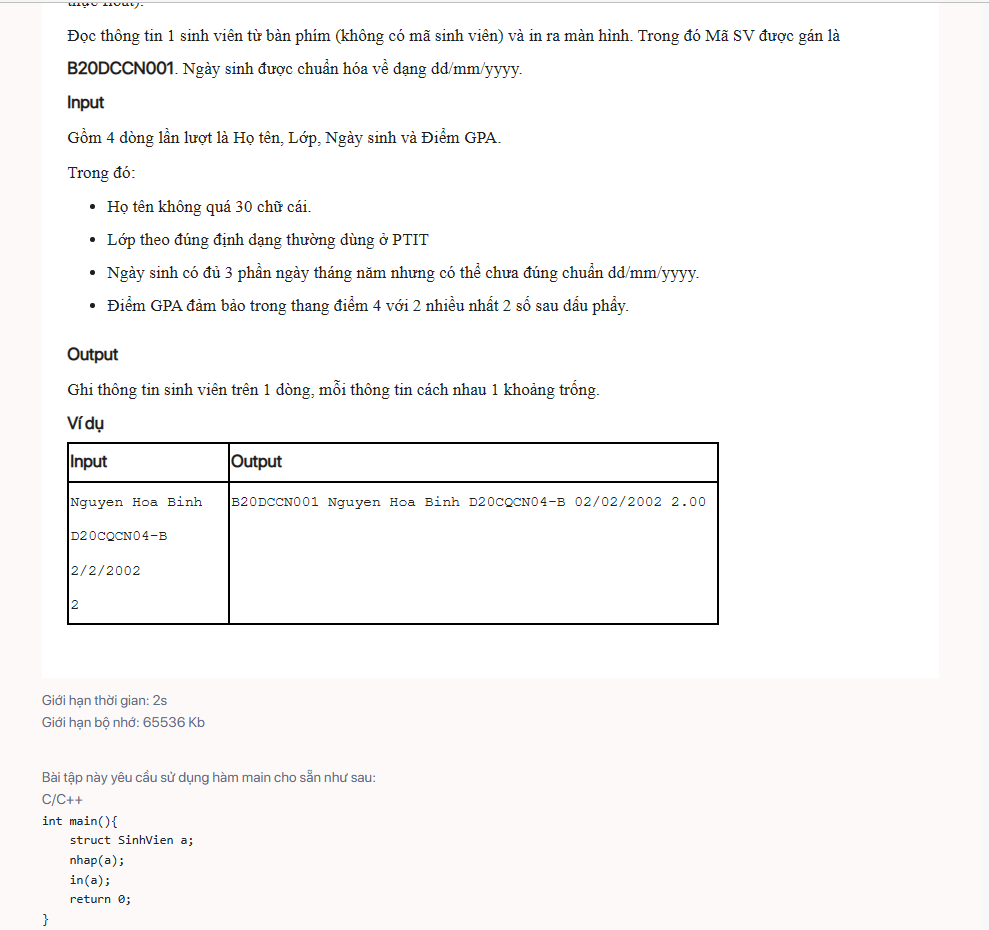 thực hoặc).
Đọc thông tin 1 sinh viên từ bàn phím (không có mã sinh viên) và in ra màn hình. Trong đó Mã SV được gán là
B20DCCN001. Ngày sinh được chuẩn hóa về dạng dd/mm/yyyy.
Input
Gồm 4 dòng lần lượt là Họ tên, Lớp, Ngày sinh và Điểm GPA.
Trong đó:
• Họ tên không quá 30 chữ cái.
• Lớp theo đúng định dạng thường dùng ở PTIT
• Ngày sinh có đủ 3 phần ngày tháng năm nhưng có thể chưa đúng chuẩn dd/mm/yyyy.
• Điểm GPA đảm bảo trong thang điểm 4 với 2 nhiều nhất 2 số sau dấu phẩy.
Output
Ghi thông tin sinh viên trên 1 dòng, mỗi thông tin cách nhau 1 khoảng trống.
Ví dụ
Input Output
Nguyen Hoa Binh B20DCCN001 Nguyen Hoa Binh D20CQCN04-B 02/02/2002 2.00
D20CQCN04-B
2/2/2002
2
Giới hạn thời gian: 2s
Giới hạn bộ nhớ: 65536 Kb
Bài tập này yêu cầu sử dụng hàm main cho sẵn như sau:
C/C++
int main(){
struct SinhVien a;
nhap(a);
in(a);
return 0;
}